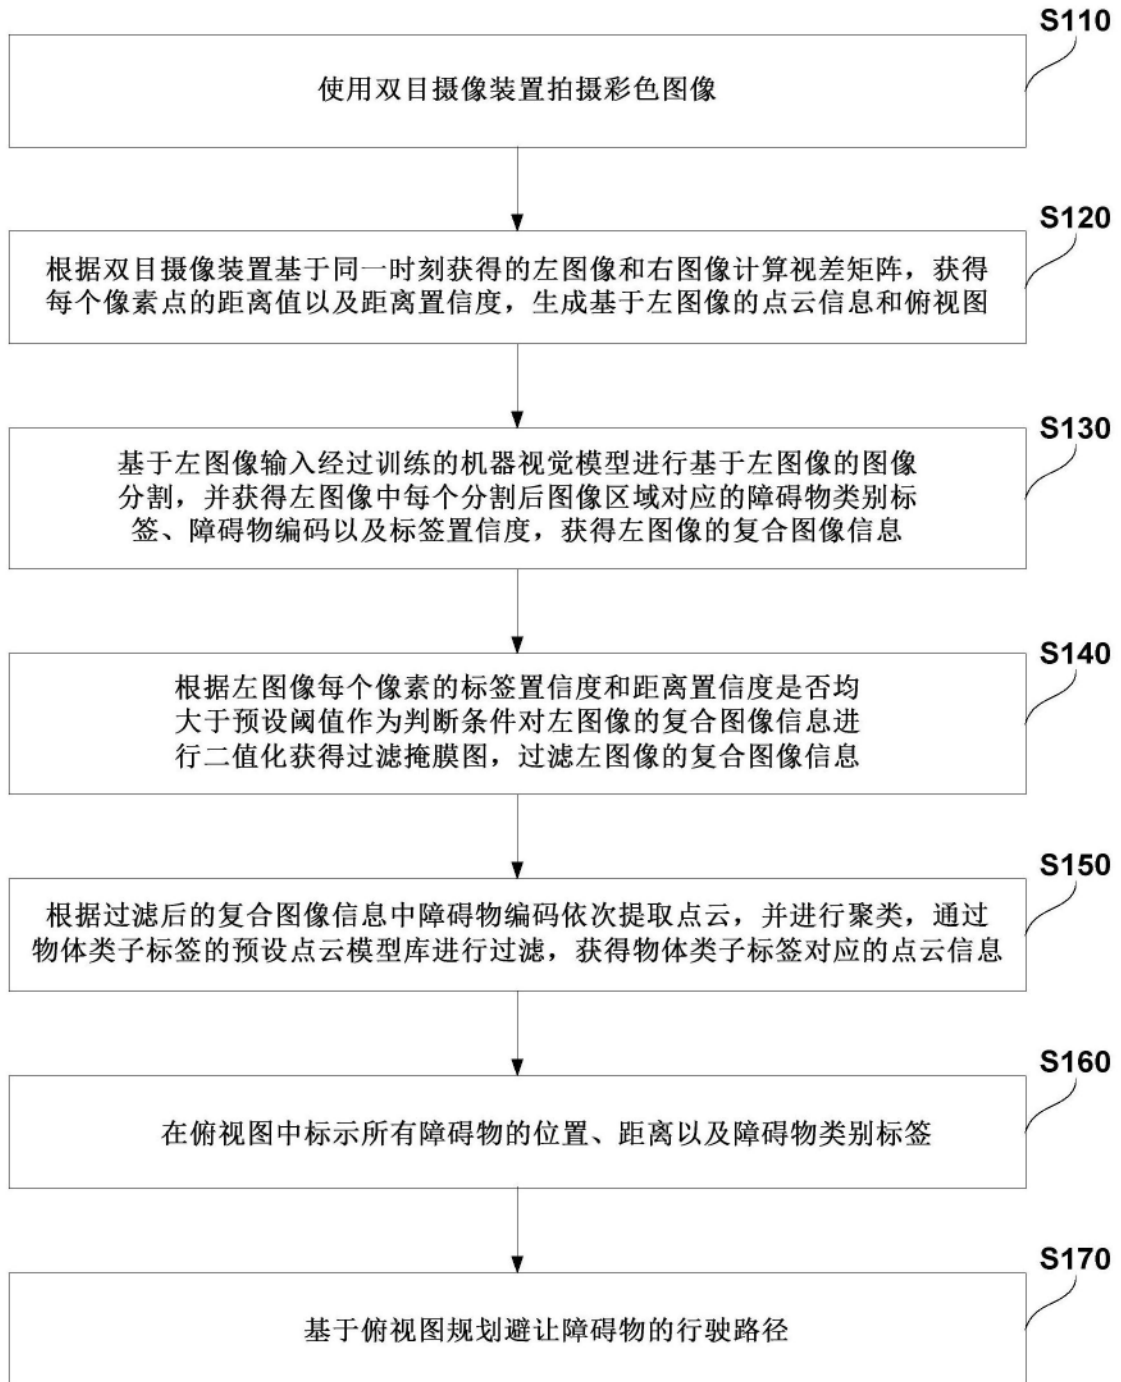 S110
使用双目摄像装置拍摄彩色图像
S120
根据双目摄像装置基于同一时刻获得的左图像和右图像计算视差矩阵，获得
每个像素点的距离值以及距离置信度，生成基于左图像的点云信息和俯视图
S130
基于左图像输入经过训练的机器视觉模型进行基于左图像的图像
分割，并获得左图像中每个分割后图像区域对应的障碍物类别标
签、障碍物编码以及标签置信度，获得左图像的复合图像信息
S140
根据左图像每个像素的标签置信度和距离置信度是否均
大于预设阈值作为判断条件对左图像的复合图像信息进
行二值化获得过滤掩膜图，过滤左图像的复合图像信息
S150
根据过滤后的复合图像信息中障碍物编码依次提取点云，并进行聚类，通过
物体类子标签的预设点云模型库进行过滤，获得物体类子标签对应的点云信息
S160
在俯视图中标示所有障碍物的位置、距离以及障碍物类别标签
S170
基于俯视图规划避让障碍物的行驶路径